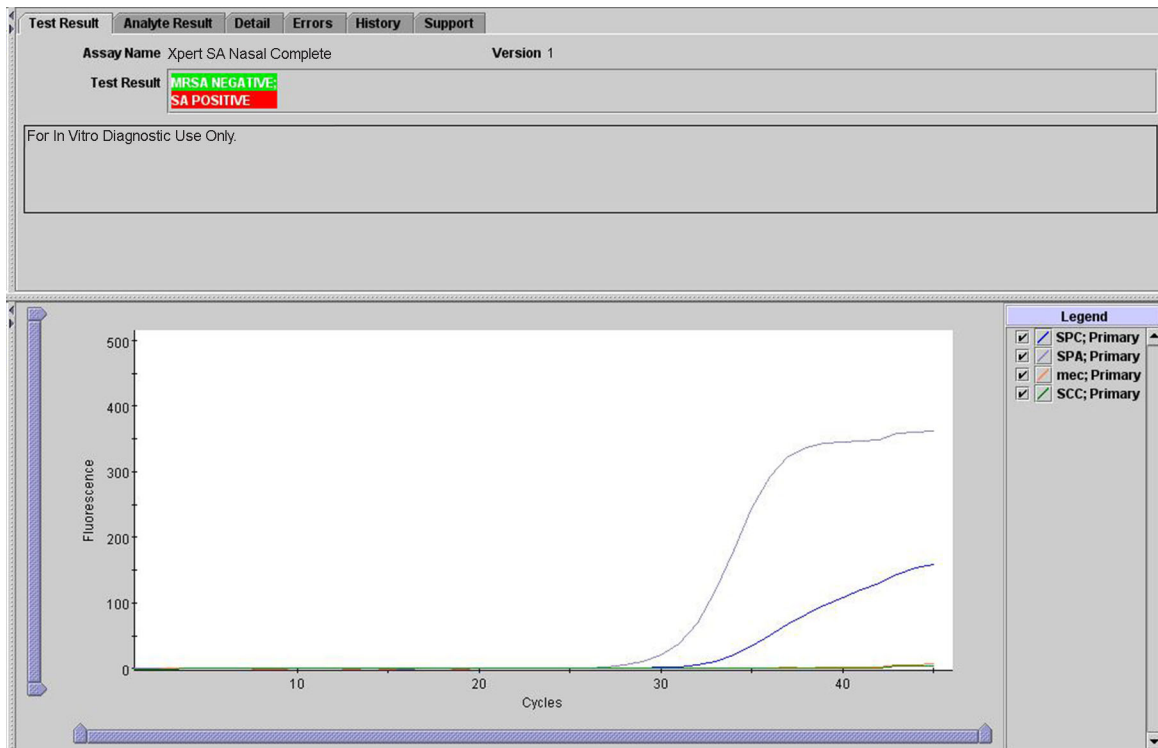 Test Result Analyte Result Detail Errors History Support
Assay Name Xpert SA Nasal Complete Version 1
Test Result MRSA NEGATIVE;
SA POSITIVE
For In Vitro Diagnostic Use Only.
Legend
SPC; Primary
SPA; Primary
mec; Primary
SCC; Primary
500
400
300
200
100
0
Fluorescence
10 20 30 40
Cycles